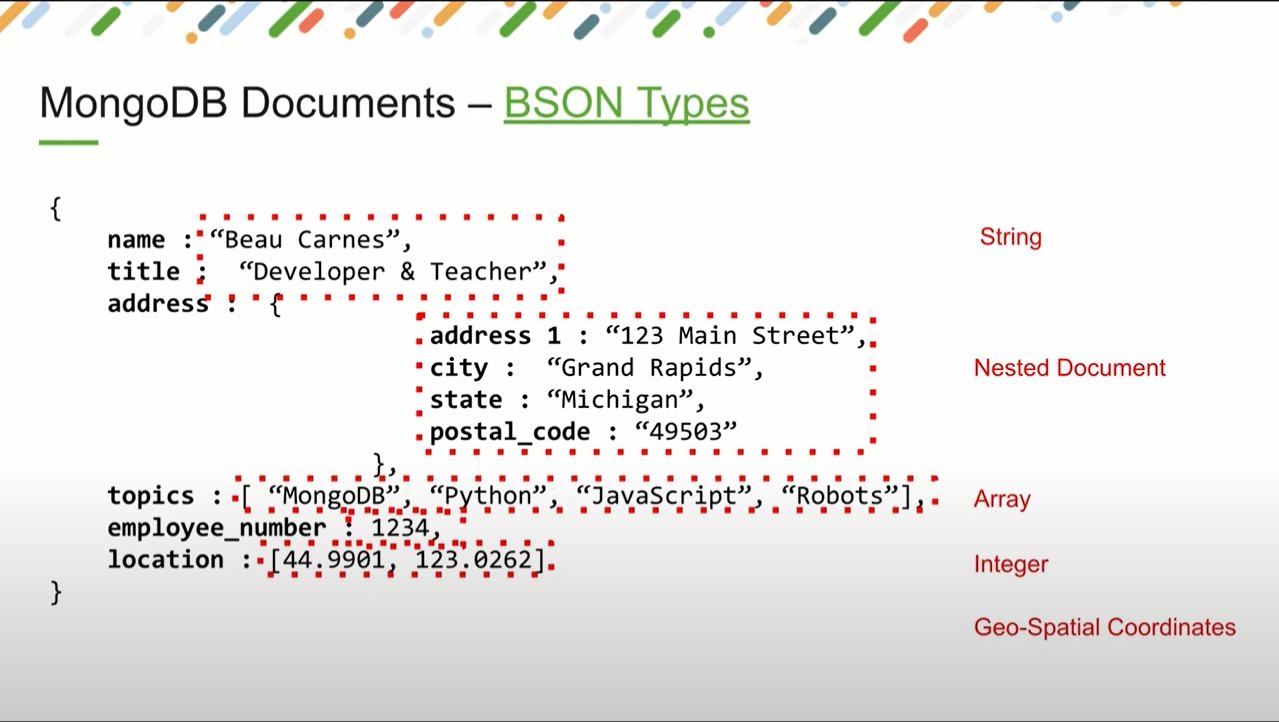 MongoDB Documents – BSON Types
{
name : “Beau Carnes”,
String
title : “Developer & Teacher”,
address : {
address 1 : “123 Main Street”,
city : “Grand Rapids”,
Nested Document
state : “Michigan”,
postal_code : “49503”
},
topics : [ “MongoDB”, “Python”, “JavaScript”, “Robots”],
Array
employee_number : 1234,
location : [44.9901, 123.0262]
Integer
}
Geo-Spatial Coordinates